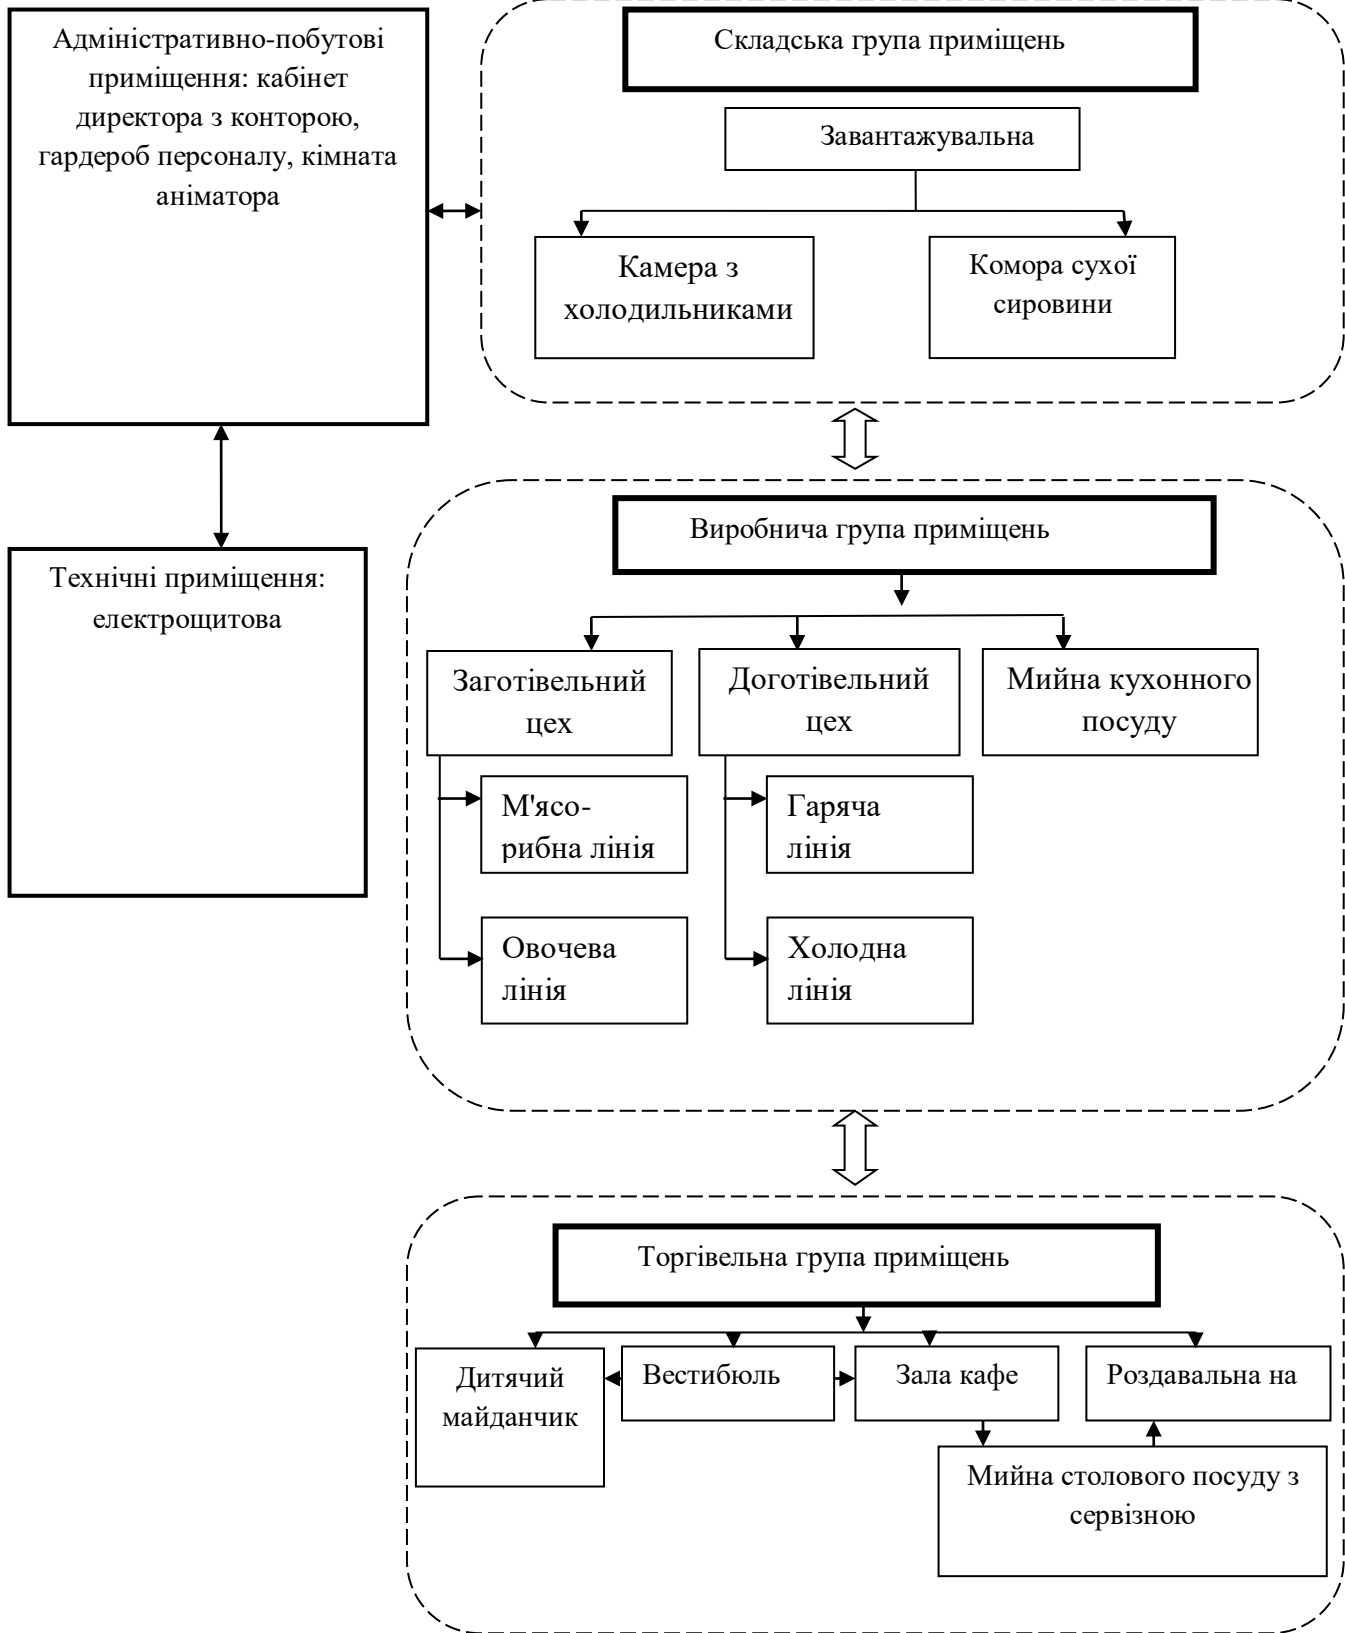 Адміністративно-побутові
приміщення: кабінет
директора з конторою,
гардероб персоналу, кімната
аніматора
Складська група приміщень
Завантажувальна
Камера з
холодильниками
Комора сухої
сировини
Технічні приміщення:
електрощитова
Виробнича група приміщень
Заготівельний
цех
Доготівельний
цех
Мийна кухонного
посуду
М'ясо-
рибна лінія
Гаряча
лінія
Овочева
лінія
Холодна
лінія
Торгівельна група приміщень
Дитячий
майданчик
Вестибюль
Зала кафе
Роздавальна на
Мийна столового посуду з
сервізною